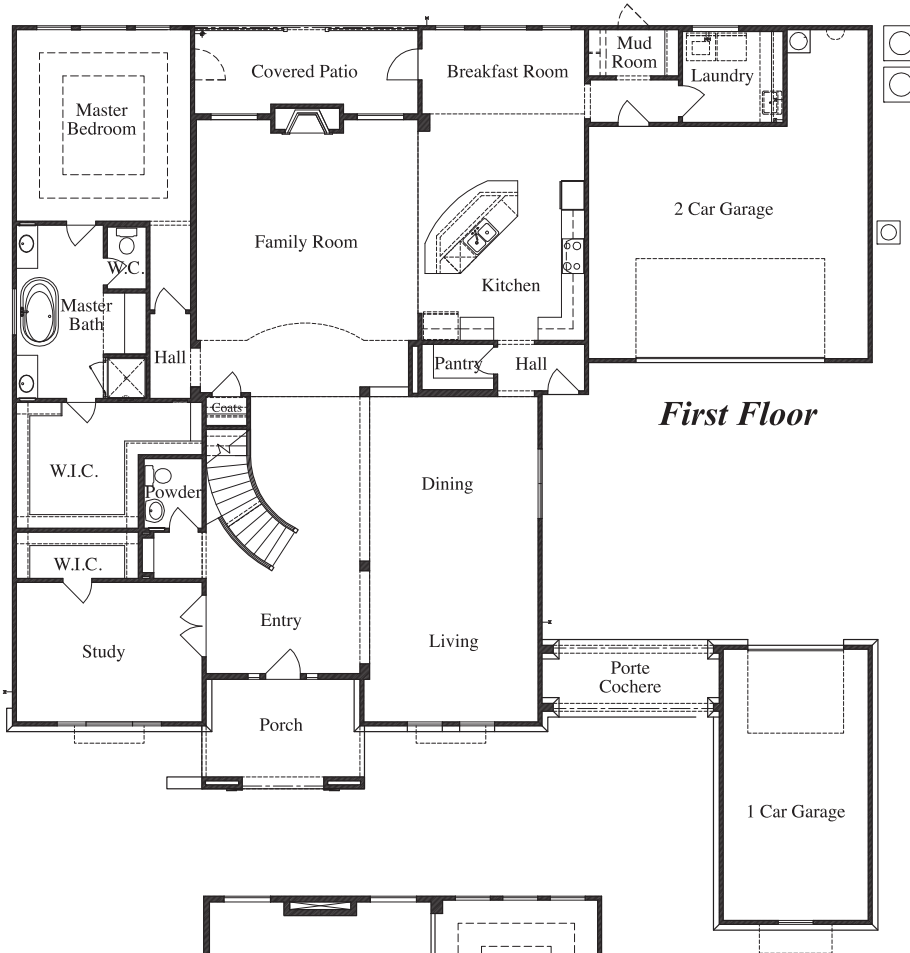 Mud
Room
Covered Patio
Breakfast Room
Laundry
Master
Bedroom
2 Car Garage
Family Room
W.C.
Kitchen
Master
Bath
Hall
Pantry
Hall
Coats
First Floor
W.I.C.
Dining
Powder
W.I.C.
Entry
Living
Study
Porte
Cochere
Porch
1 Car Garage